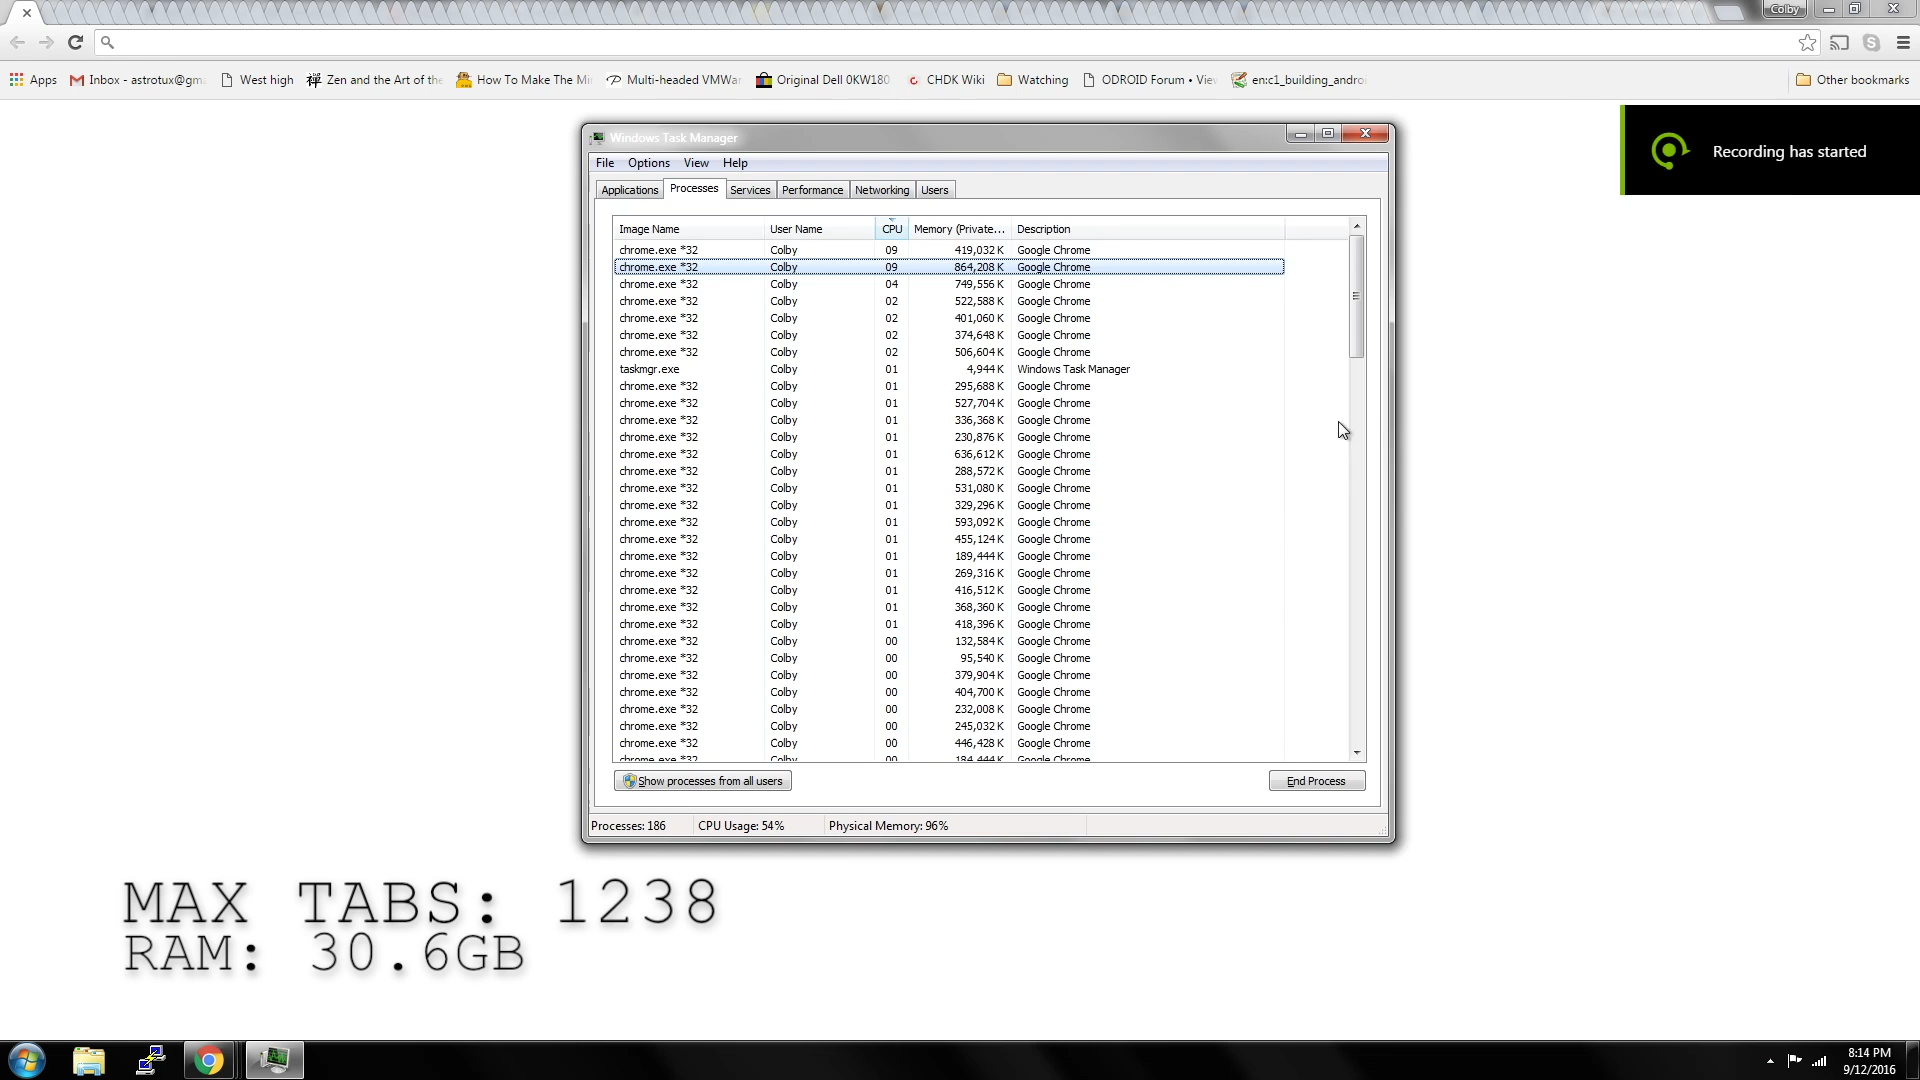 Colby
Apps
Inbox - astrotux@gm
West high
禅 Zen and the Art of the
How To Make The Mi
Multi-headed VMWar
Original Dell 0KW180
CHDK Wiki
Watching
ODROID Forum • Vie
en:c1_building_androi
Other bookmarks
Recording has started
Windows Task Manager
File Options View Help
Applications Processes Services Performance Networking Users
Image Name User Name CPU Memory (Private... Description
chrome.exe *32 Colby 09 419,032 K Google Chrome
chrome.exe *32 Colby 09 864,208 K Google Chrome
chrome.exe *32 Colby 04 749,556 K Google Chrome
chrome.exe *32 Colby 02 522,588 K Google Chrome
chrome.exe *32 Colby 02 401,060 K Google Chrome
chrome.exe *32 Colby 02 374,648 K Google Chrome
chrome.exe *32 Colby 02 506,604 K Google Chrome
taskmgr.exe Colby 01 4,944 K Windows Task Manager
chrome.exe *32 Colby 01 295,688 K Google Chrome
chrome.exe *32 Colby 01 527,704 K Google Chrome
chrome.exe *32 Colby 01 336,368 K Google Chrome
chrome.exe *32 Colby 01 230,876 K Google Chrome
chrome.exe *32 Colby 01 636,612 K Google Chrome
chrome.exe *32 Colby 01 288,572 K Google Chrome
chrome.exe *32 Colby 01 531,080 K Google Chrome
chrome.exe *32 Colby 01 329,296 K Google Chrome
chrome.exe *32 Colby 01 593,092 K Google Chrome
chrome.exe *32 Colby 01 455,124 K Google Chrome
chrome.exe *32 Colby 01 189,444 K Google Chrome
chrome.exe *32 Colby 01 269,316 K Google Chrome
chrome.exe *32 Colby 01 416,512 K Google Chrome
chrome.exe *32 Colby 01 368,360 K Google Chrome
chrome.exe *32 Colby 01 418,396 K Google Chrome
chrome.exe *32 Colby 00 132,584 K Google Chrome
chrome.exe *32 Colby 00 95,540 K Google Chrome
chrome.exe *32 Colby 00 379,904 K Google Chrome
chrome.exe *32 Colby 00 404,700 K Google Chrome
chrome.exe *32 Colby 00 232,008 K Google Chrome
chrome.exe *32 Colby 00 245,032 K Google Chrome
chrome.exe *32 Colby 00 446,428 K Google Chrome
chrome.exe *32 Colby 00 184,444 K Google Chrome
Show processes from all users
End Process
Processes: 186 CPU Usage: 54% Physical Memory: 96%
MAX TABS: 1238
RAM: 30.6GB
8:14 PM
9/12/2016